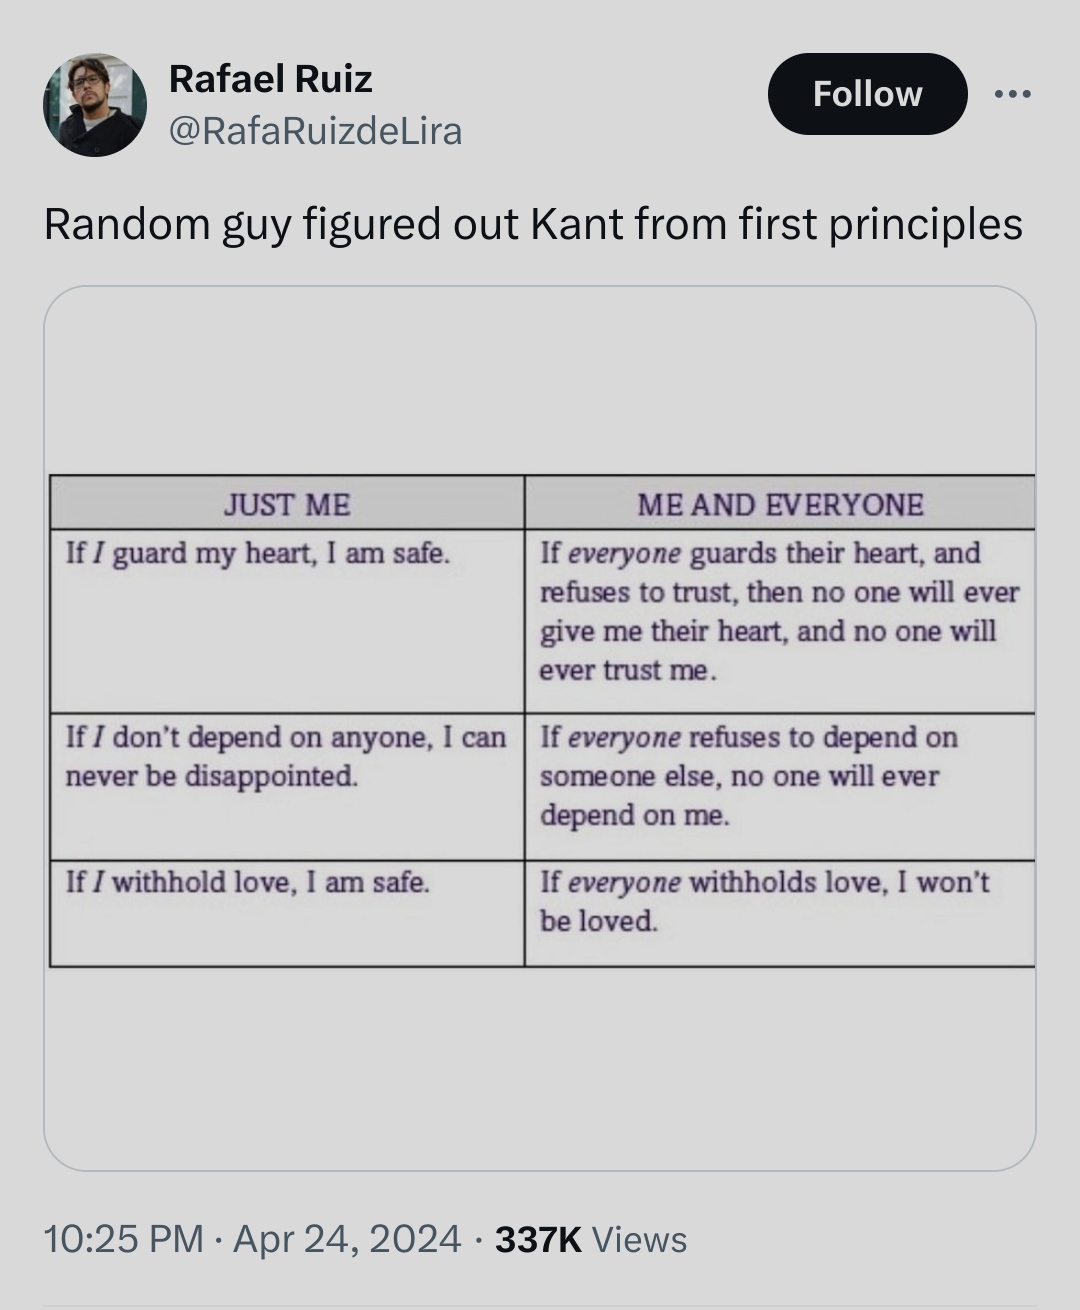 Rafael Ruiz
@RafaRuizdeLira
Follow
Random guy figured out Kant from first principles
JUST ME
ME AND EVERYONE
If I guard my heart, I am safe.
If everyone guards their heart, and
refuses to trust, then no one will ever
give me their heart, and no one will
ever trust me.
If I don't depend on anyone, I can
never be disappointed.
If everyone refuses to depend on
someone else, no one will ever
depend on me.
If I withhold love, I am safe.
If everyone withholds love, I won't
be loved.
10:25 PM · Apr 24, 2024 · 337K Views